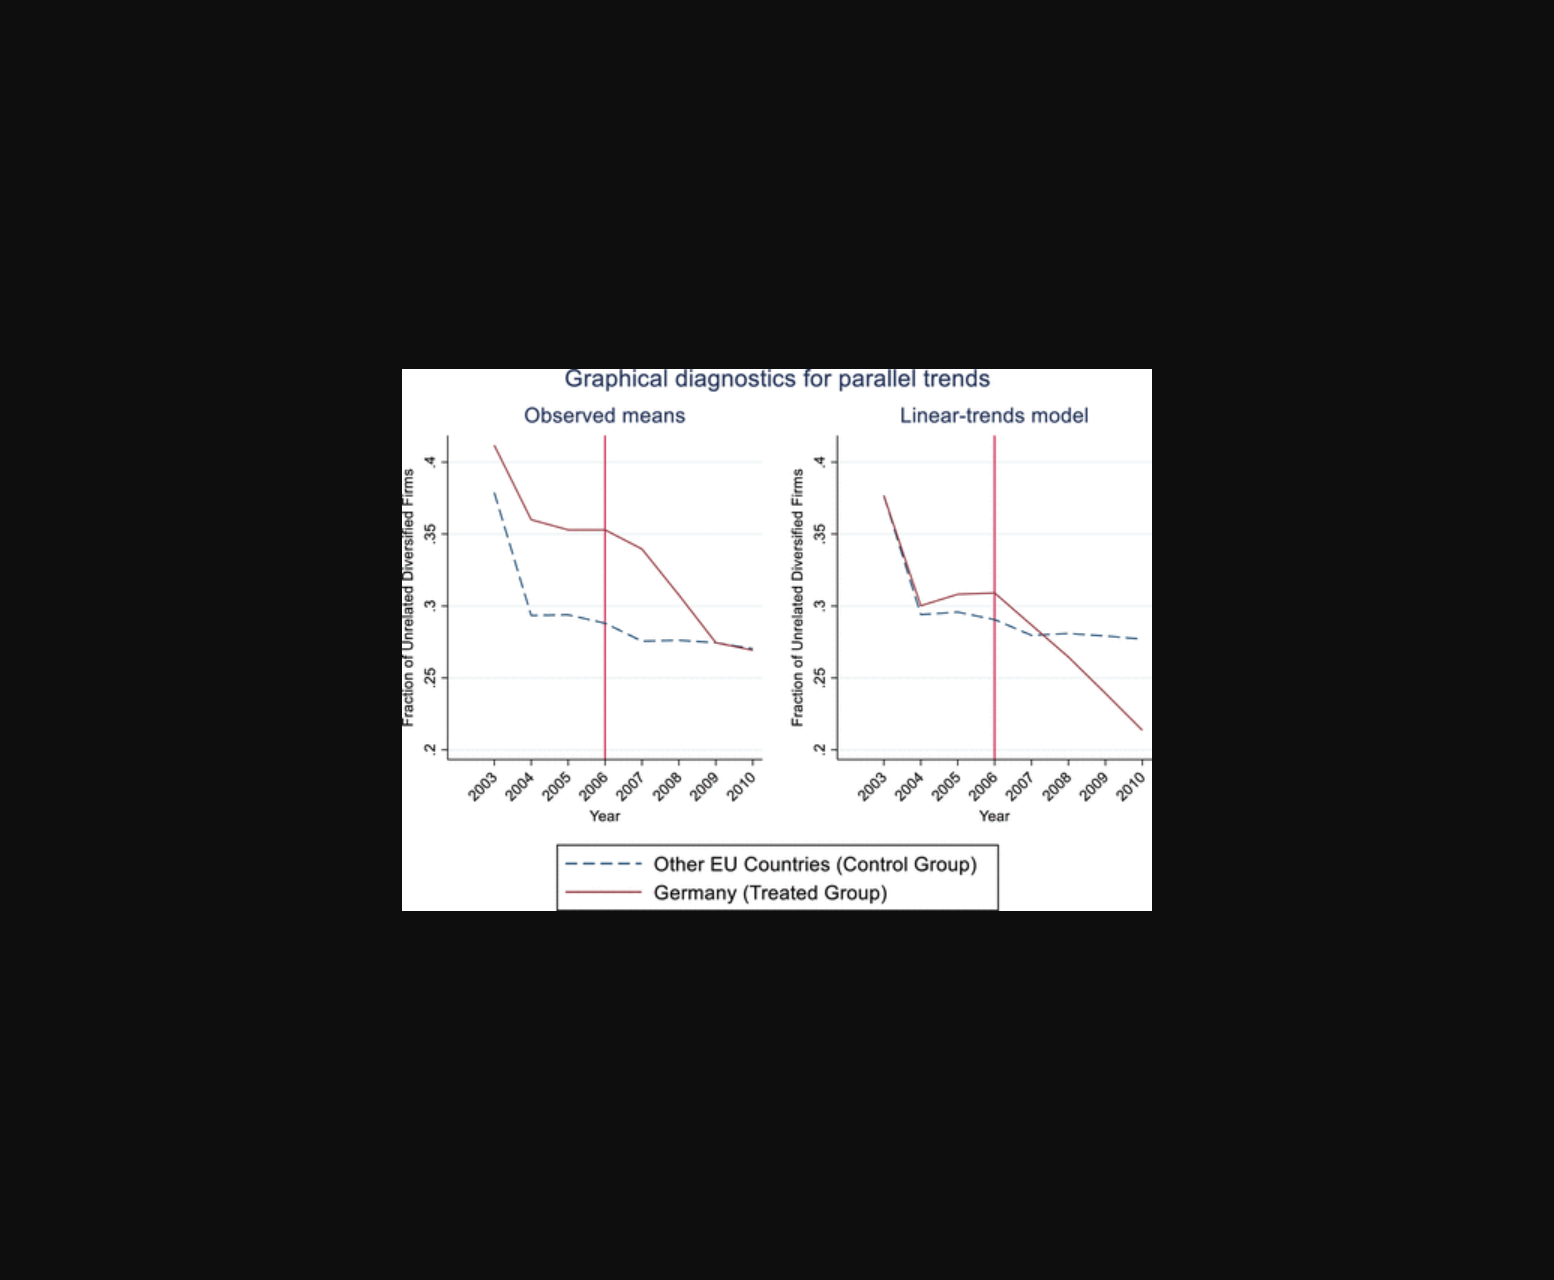 Graphical diagnostics for parallel trends
Observed means
Fraction of Unrelated Diversified Firms
.4
.35
.3
.25
.2
2003 2004 2005 2006 2007 2008 2009 2010
Year
Linear-trends model
Fraction of Unrelated Diversified Firms
.4
.35
.3
.25
.2
2003 2004 2005 2006 2007 2008 2009 2010
Year
Other EU Countries (Control Group)
Germany (Treated Group)